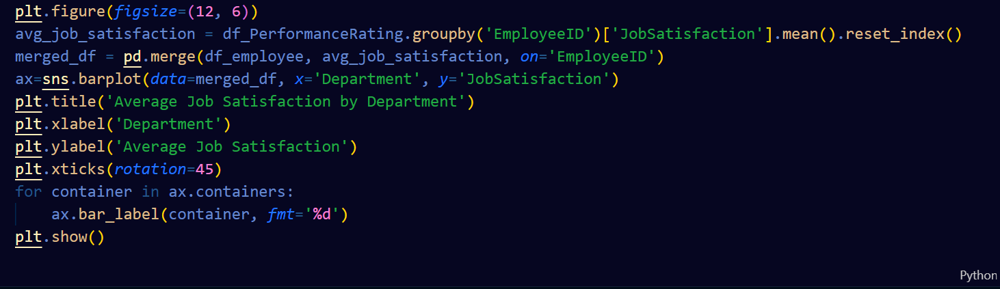 plt.figure(figsize=(12, 6))
avg_job_satisfaction = df_PerformanceRating.groupby('EmployeeID')['JobSatisfaction'].mean().reset_index()
merged_df = pd.merge(df_employee, avg_job_satisfaction, on='EmployeeID')
ax=sns.barplot(data=merged_df, x='Department', y='JobSatisfaction')
plt.title('Average Job Satisfaction by Department')
plt.xlabel('Department')
plt.ylabel('Average Job Satisfaction')
plt.xticks(rotation=45)
for container in ax.containers:
    ax.bar_label(container, fmt='%d')
plt.show()
Python